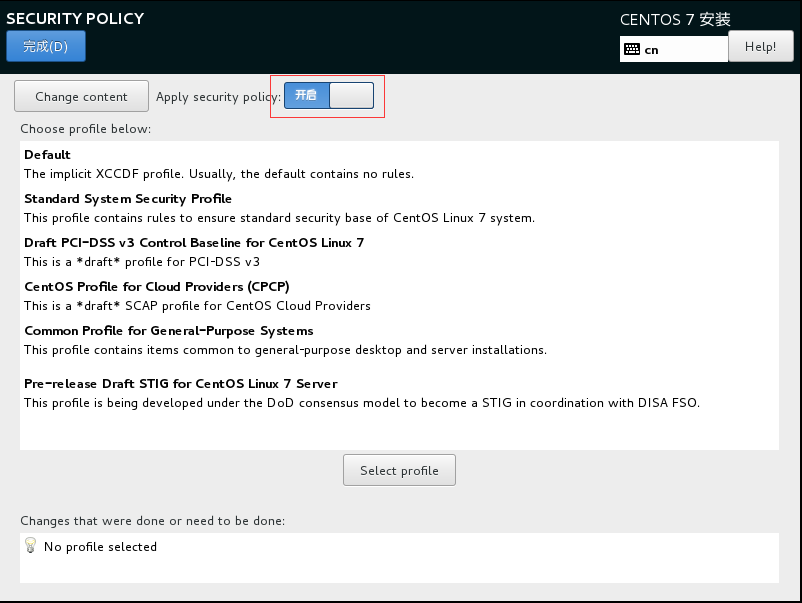 SECURITY POLICY
CENTOS 7 安装
完成(D)
cn
Help!
Change content
Apply security policy:
开启
Choose profile below:
Default
The implicit XCCDF profile. Usually, the default contains no rules.
Standard System Security Profile
This profile contains rules to ensure standard security base of CentOS Linux 7 system.
Draft PCI-DSS v3 Control Baseline for CentOS Linux 7
This is a *draft* profile for PCI-DSS v3
CentOS Profile for Cloud Providers (CPCP)
This is a *draft* SCAP profile for CentOS Cloud Providers
Common Profile for General-Purpose Systems
This profile contains items common to general-purpose desktop and server installations.
Pre-release Draft STIG for CentOS Linux 7 Server
This profile is being developed under the DoD consensus model to become a STIG in coordination with DISA FSO.
Select profile
Changes that were done or need to be done:
No profile selected